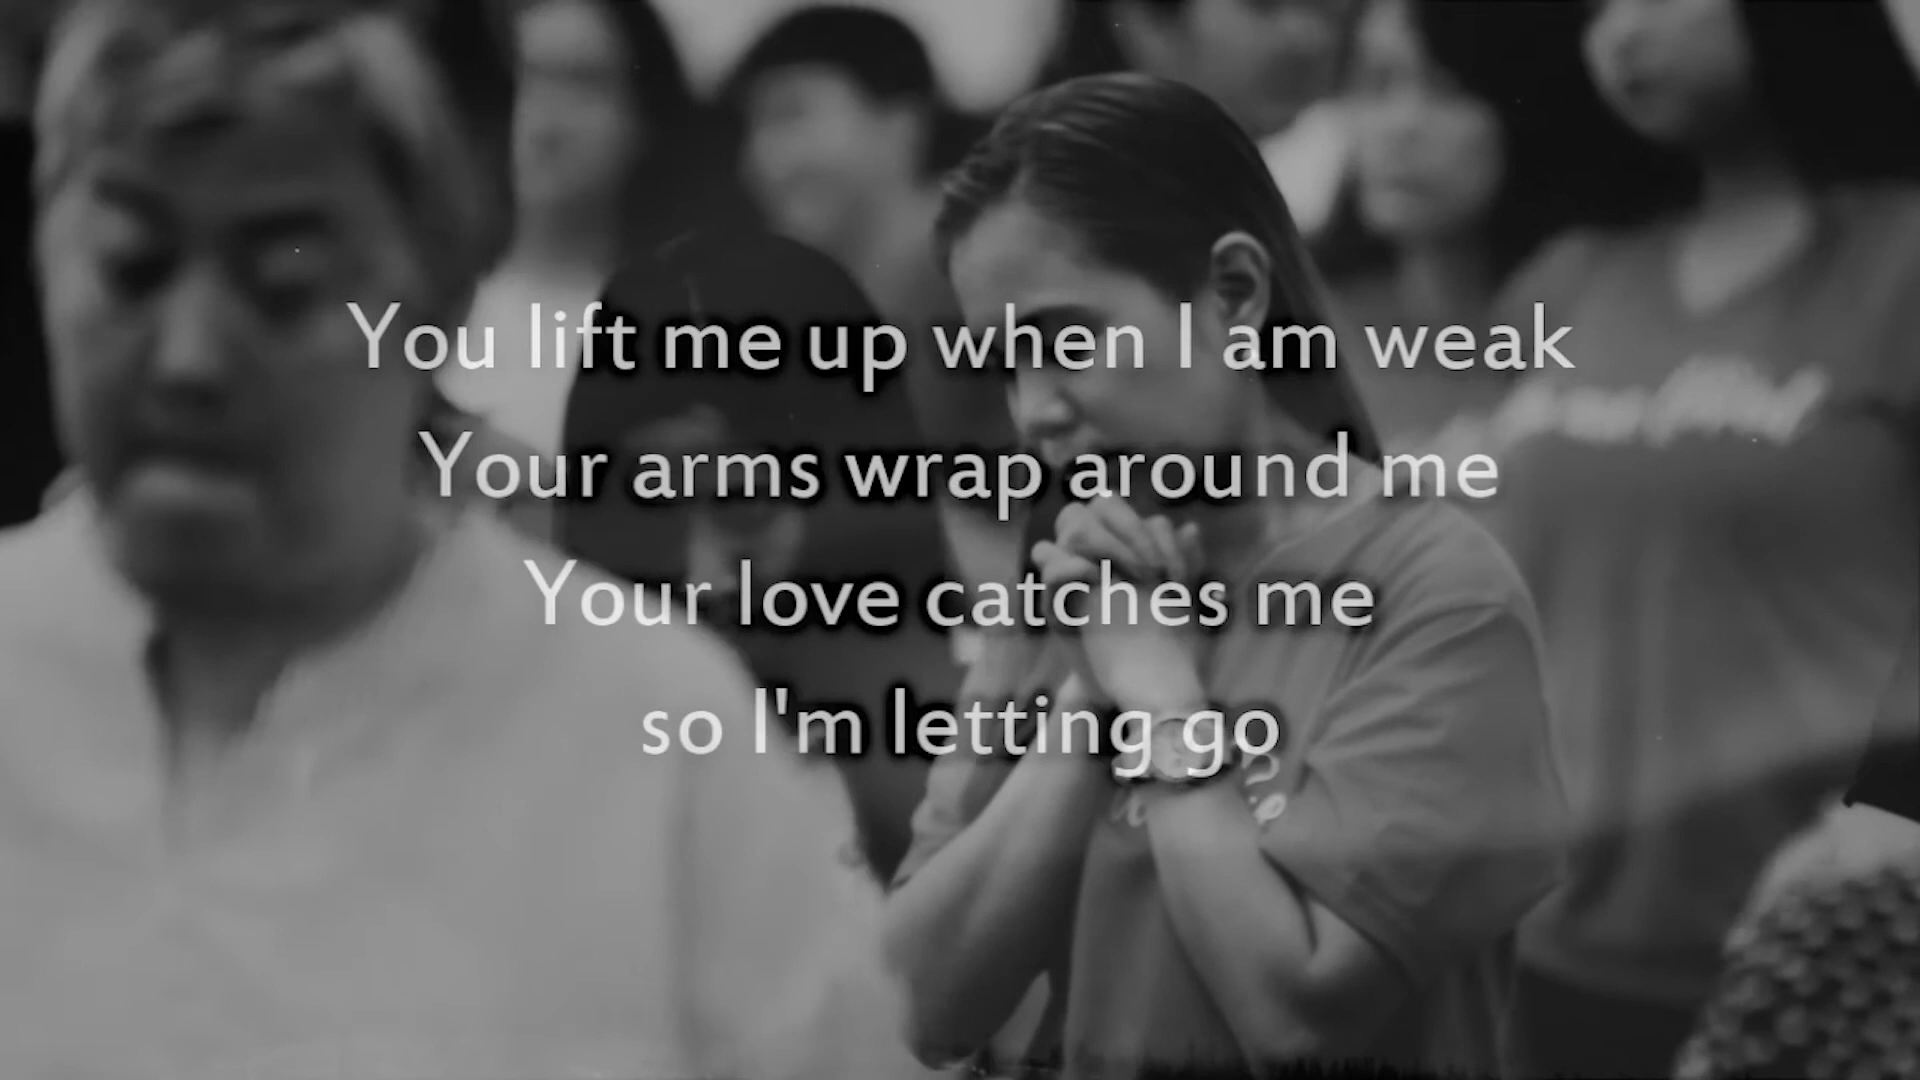 You lift me up when I am weak
Your arms wrap around me
Your love catches me
so I'm letting go